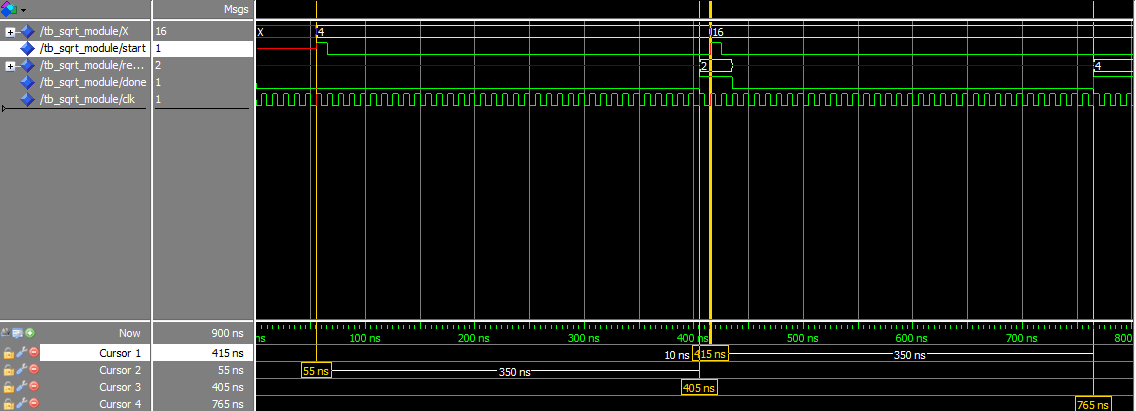 Msgs
/tb_sqrt_module/X 16 X 4 16
/tb_sqrt_module/start 1
/tb_sqrt_module/re... 2 2 4
/tb_sqrt_module/done 1
/tb_sqrt_module/clk 1
Now 900 ns ns 100 ns 200 ns 300 ns 400 ns 500 ns 600 ns 700 ns 800
Cursor 1 415 ns 10 ns 415 ns 350 ns
Cursor 2 55 ns 55 ns 350 ns
Cursor 3 405 ns 405 ns
Cursor 4 765 ns 765 ns